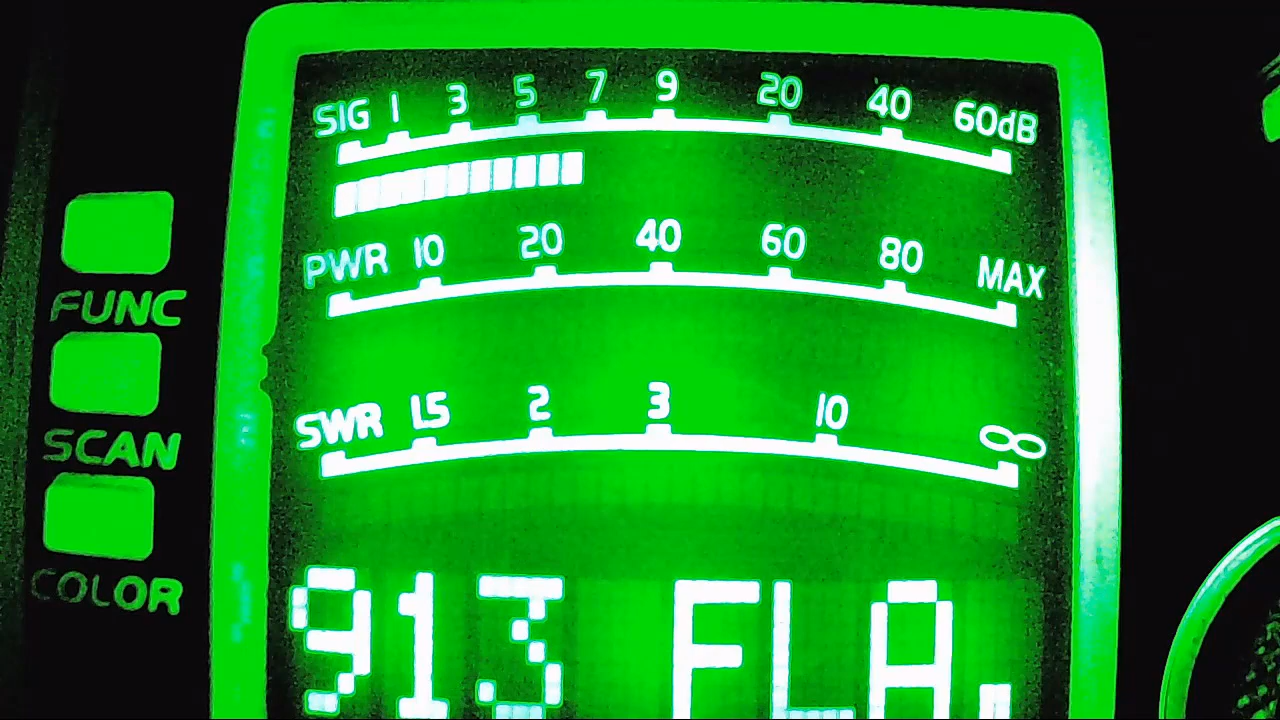 SIG 1 3 5 7 9 20 40 60dB
PWR 10 20 40 60 80 MAX
FUNC
SWR 1.5 2 3 10 ∞
SCAN
COLOR
913 FLA